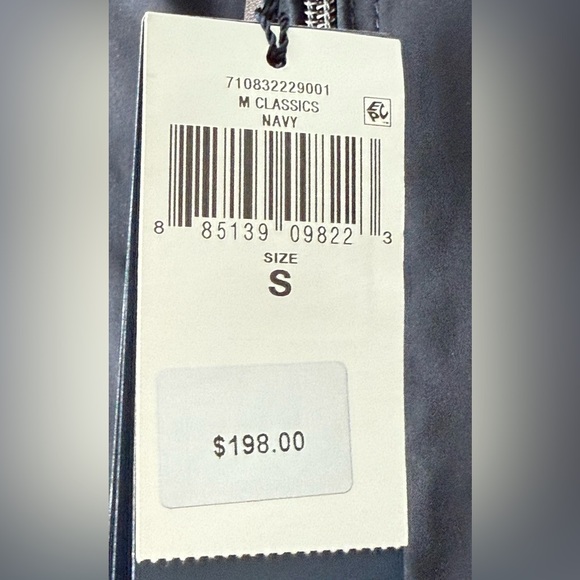 710832229001
M CLASSICS
NAVY
8 85139 09822 3
SIZE
S
$198.00